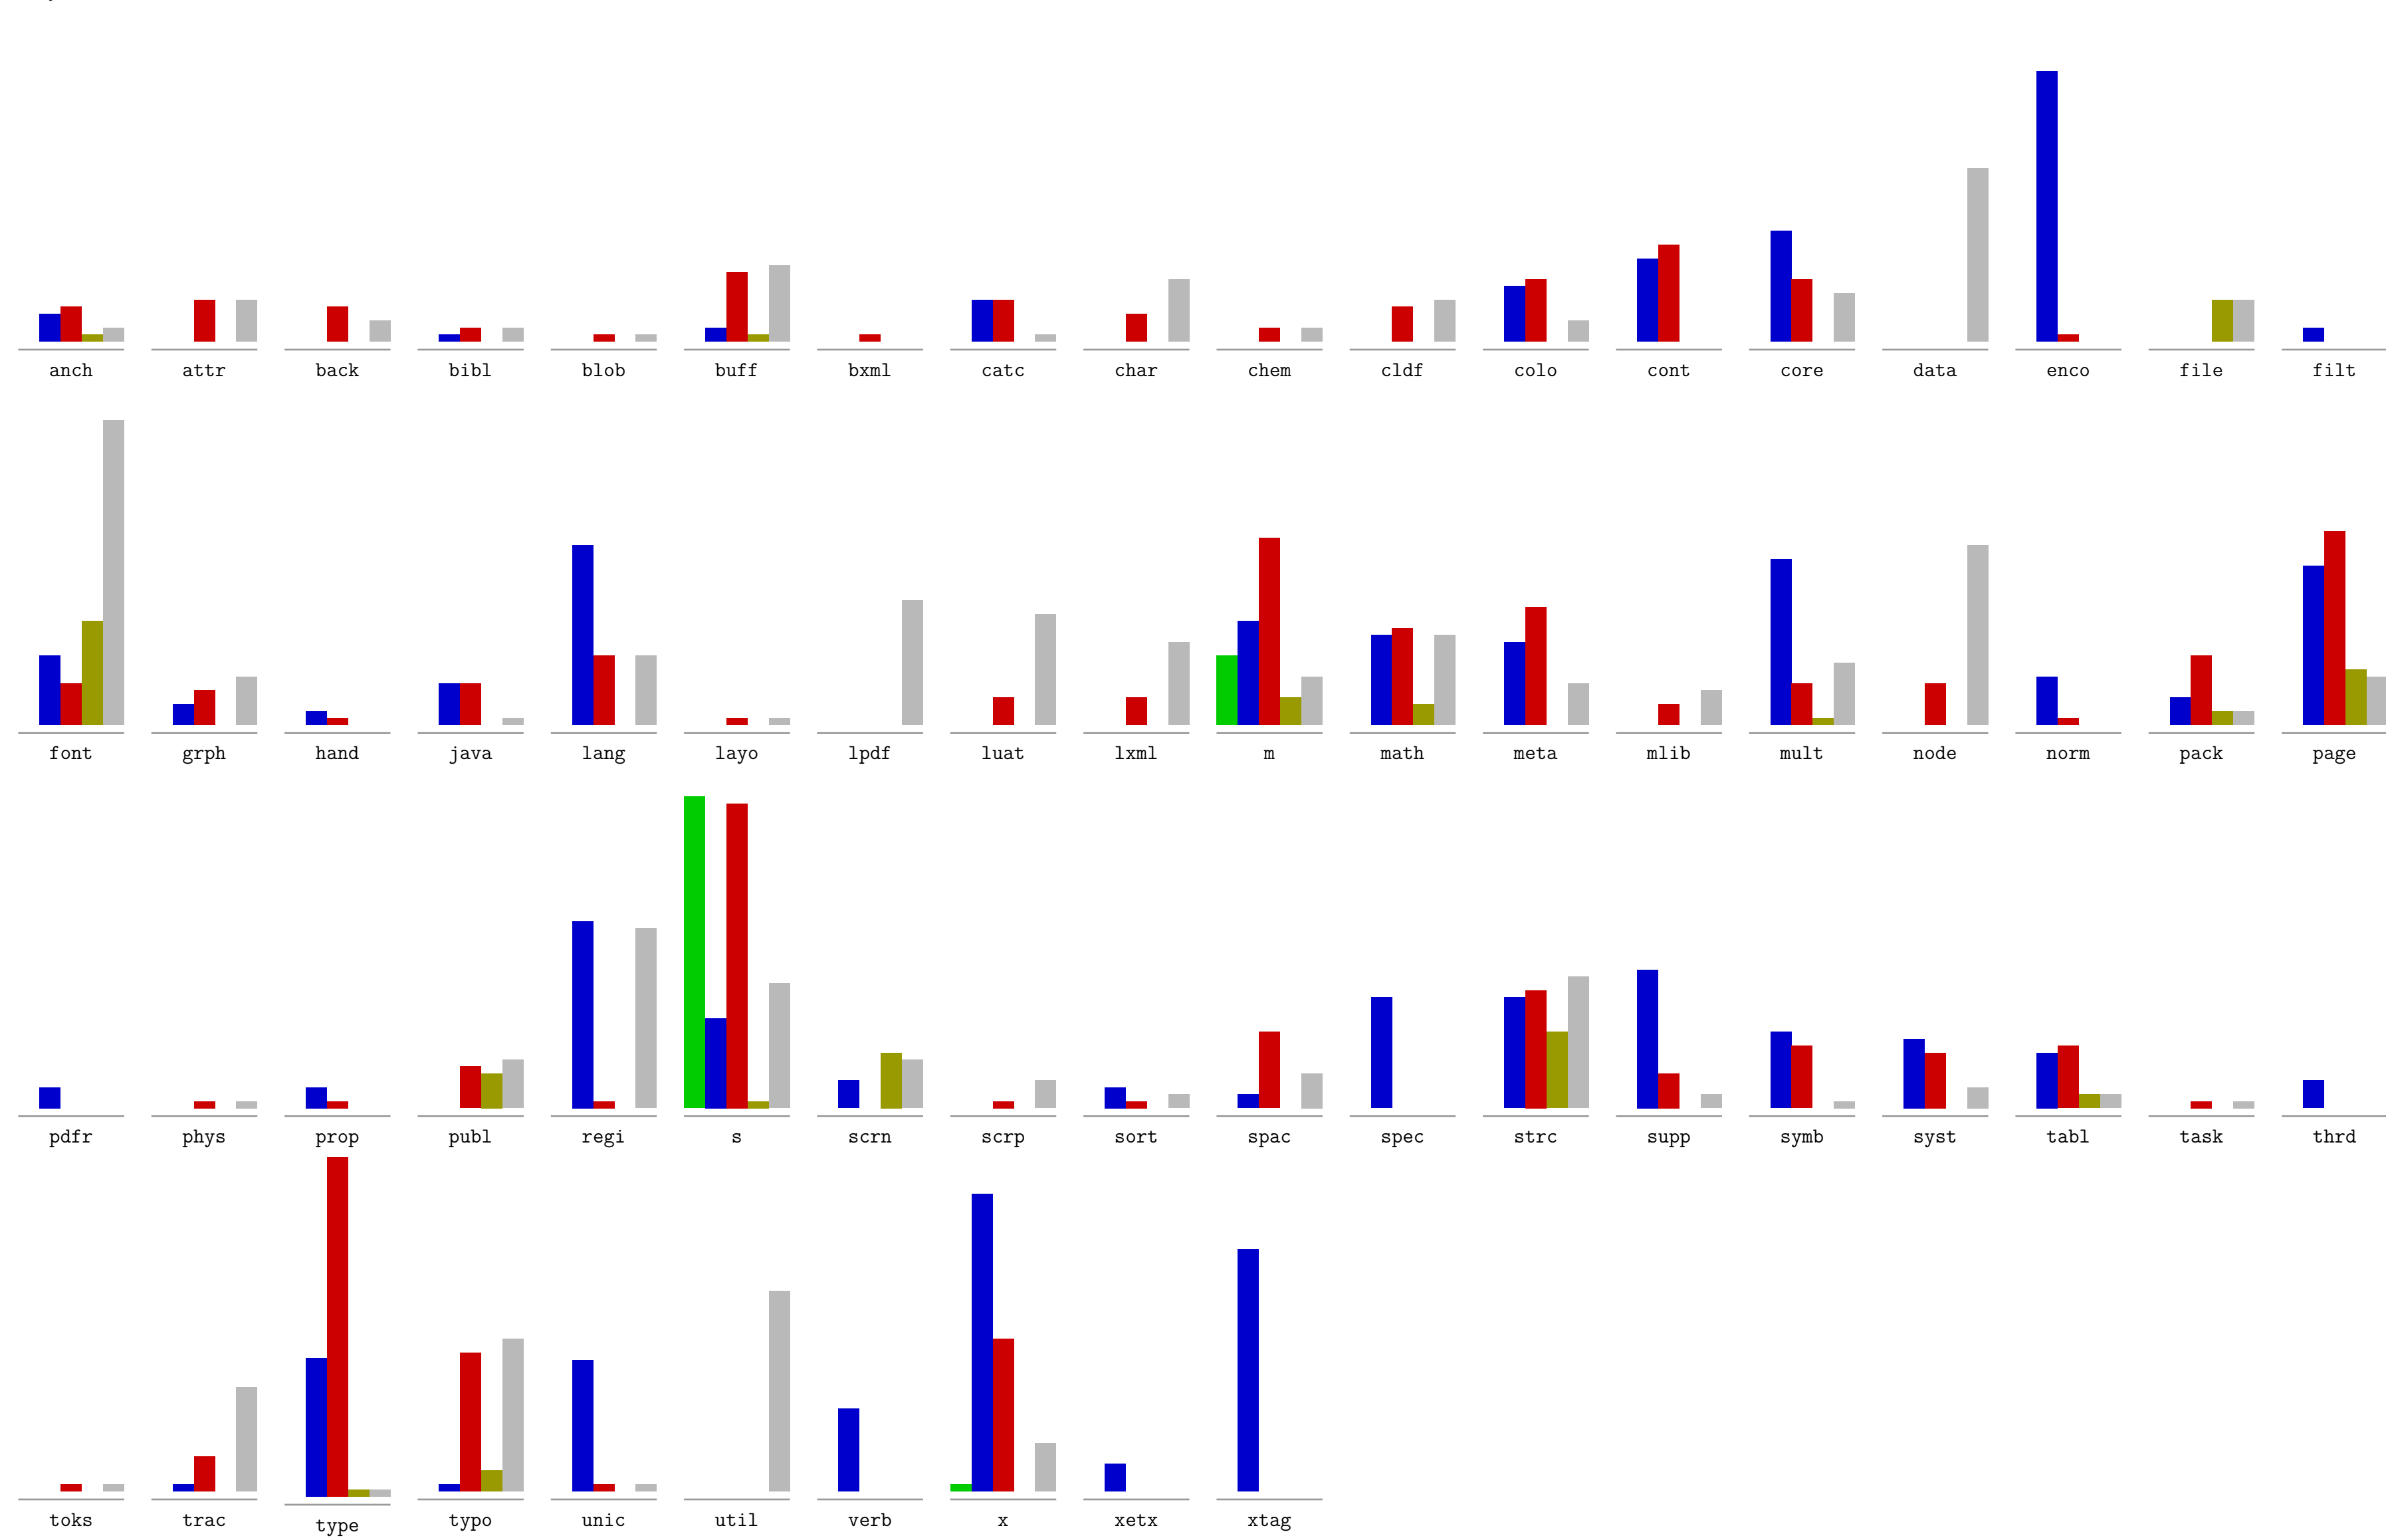 anch attr back bibl blob buff bxml catc char chem cldf colo cont core data enco file filt
font grph hand java lang layo lpdf luat lxml m math meta mlib mult node norm pack page
pdfr phys prop publ regi s scrn scrp sort spac spec strc supp symb syst tabl task thrd
toks trac type typo unic util verb x xetx xtag